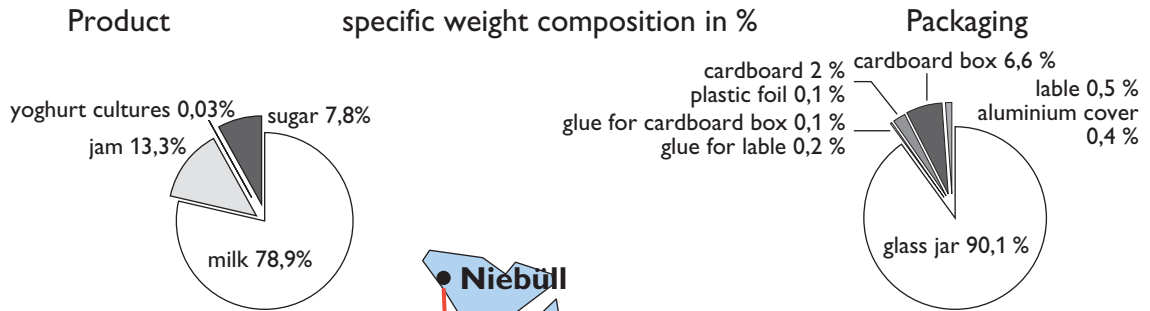 Product specific weight composition in % Packaging
yoghurt cultures 0,03%
sugar 7,8%
jam 13,3%
milk 78,9%
cardboard 2 %
plastic foil 0,1 %
glue for cardboard box 0,1 %
glue for lable 0,2 %
cardboard box 6,6 %
lable 0,5 %
aluminium cover
0,4 %
glass jar 90,1 %
Niebüll